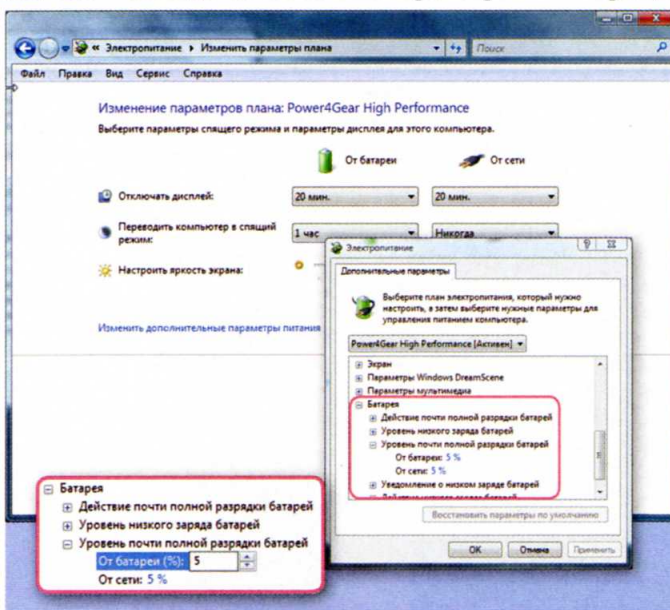 « Электропитание ▸ Изменить параметры плана
Поиск
Файл Правка Вид Сервис Справка
Изменение параметров плана: Power4Gear High Performance
Выберите параметры спящего режима и параметры дисплея для этого компьютера.
От батареи От сети
Отключать дисплей: 20 мин. 20 мин.
Переводить компьютер в спящий режим: 1 час Никогда
Настроить яркость экрана:
Изменить дополнительные параметры питания
Электропитание
Дополнительные параметры
Выберите план электропитания, который нужно
настроить, а затем выберите нужные параметры для
управления питанием компьютера.
Power4Gear High Performance [Активен]
Экран
Параметры Windows DreamScene
Параметры мультимедиа
Батарея
Действие почти полной разрядки батарей
Уровень низкого заряда батарей
Уровень почти полной разрядки батарей
От батареи: 5 %
От сети: 5 %
Уведомление о низком заряде батарей
Восстановить параметры по умолчанию
OK Отмена Применить
Батарея
Действие почти полной разрядки батарей
Уровень низкого заряда батарей
Уровень почти полной разрядки батарей
От батареи (%): 5
От сети: 5 %